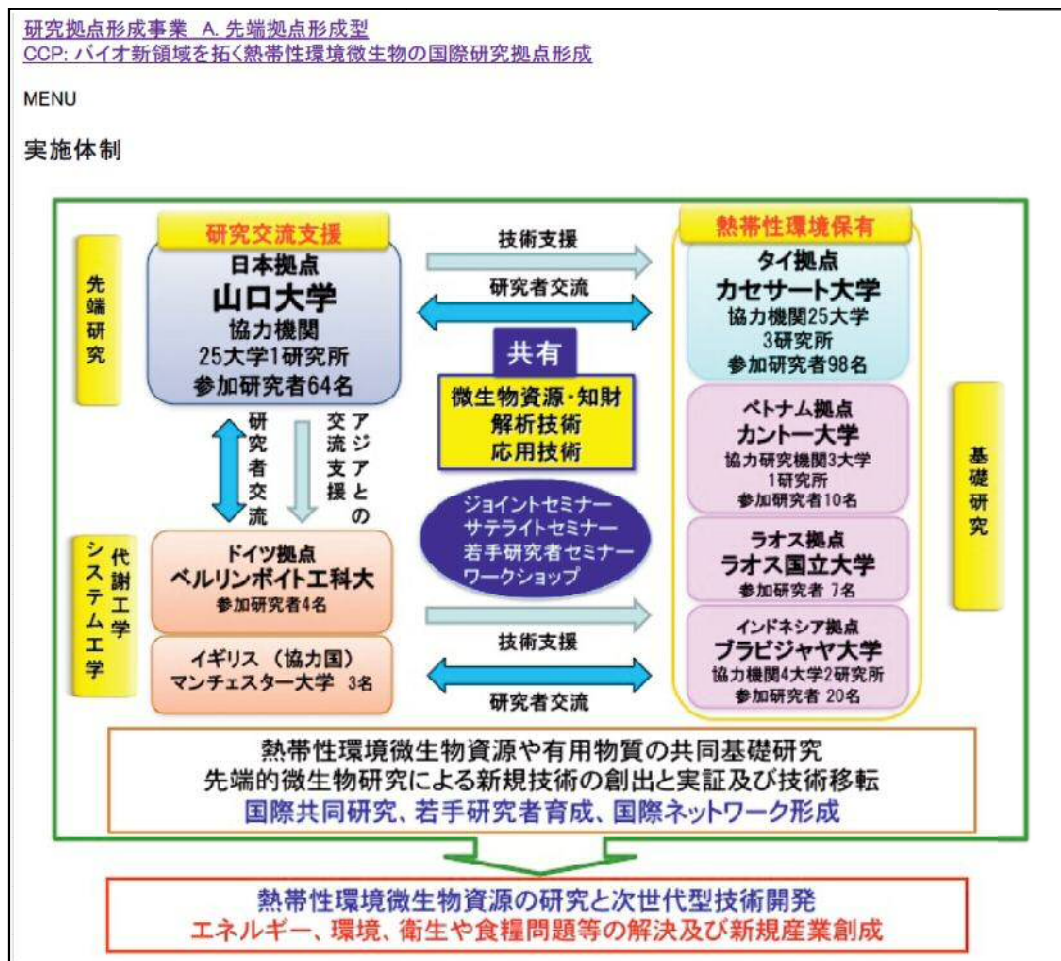 研究拠点形成事業 A. 先端拠点形成型
CCP: バイオ新領域を拓く熱帯性環境微生物の国際研究拠点形成
MENU
実施体制
先端研究
研究交流支援
日本拠点
山口大学
協力機関
25大学1研究所
参加研究者64名
技術支援
研究者交流
共有
微生物資源・知財
解析技術
応用技術
熱帯性環境保有
タイ拠点
カセサート大学
協力機関25大学
3研究所
参加研究者98名
ベトナム拠点
カントー大学
協力研究機関3大学
1研究所
参加研究者10名
ラオス拠点
ラオス国立大学
参加研究者 7名
インドネシア拠点
ブラビジャヤ大学
協力機関4大学2研究所
参加研究者 20名
基礎研究
研究者交流
アジアとの
交流支援
ジョイントセミナー
サテライトセミナー
若手研究者セミナー
ワークショップ
代謝工学
システム工学
ドイツ拠点
ベルリンボイト工科大
参加研究者4名
イギリス (協力国)
マンチェスター大学 3名
技術支援
研究者交流
熱帯性環境微生物資源や有用物質の共同基礎研究
先端的微生物研究による新規技術の創出と実証及び技術移転
国際共同研究、若手研究者育成、国際ネットワーク形成
熱帯性環境微生物資源の研究と次世代型技術開発
エネルギー、環境、衛生や食糧問題等の解決及び新規産業創成